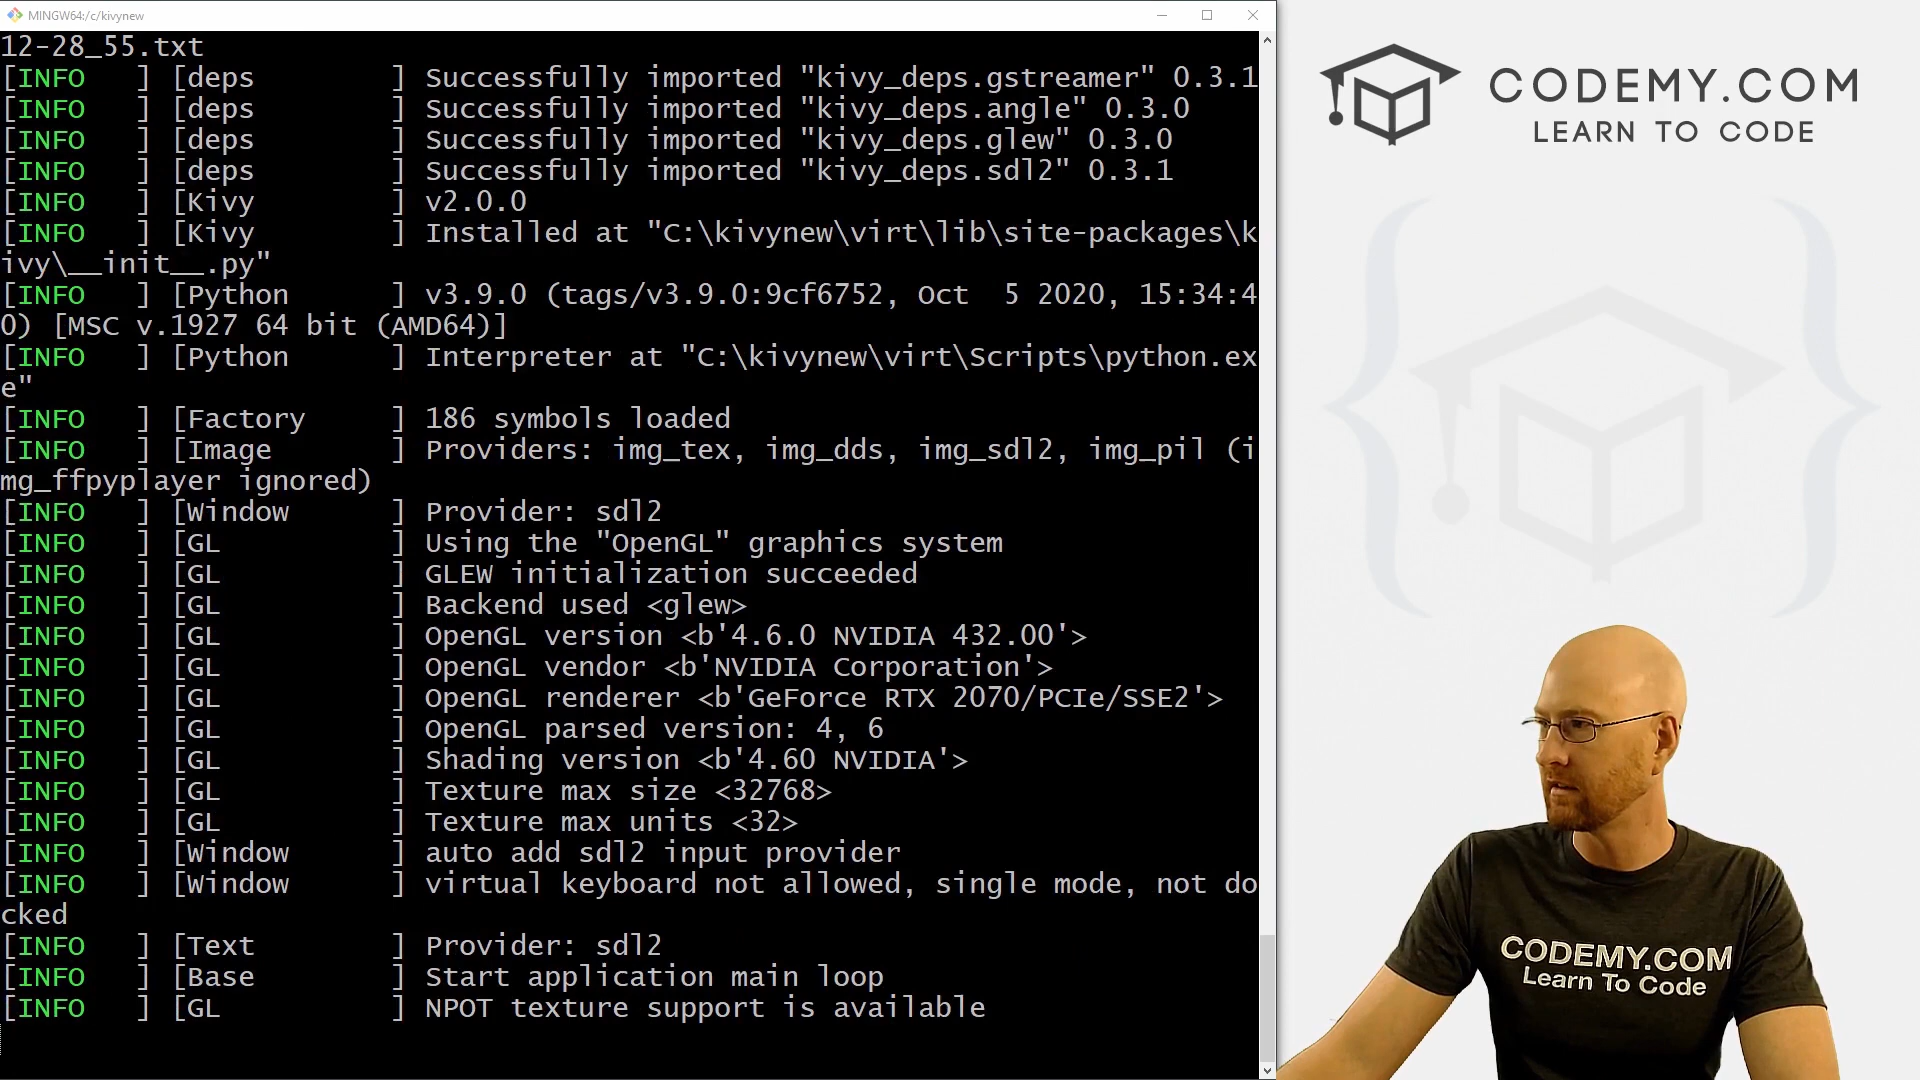 MINGW64:/c/kivynew
12-28_55.txt
[INFO   ] [deps        ] Successfully imported "kivy_deps.gstreamer" 0.3.1
[INFO   ] [deps        ] Successfully imported "kivy_deps.angle" 0.3.0
[INFO   ] [deps        ] Successfully imported "kivy_deps.glew" 0.3.0
[INFO   ] [deps        ] Successfully imported "kivy_deps.sdl2" 0.3.1
[INFO   ] [Kivy        ] v2.0.0
[INFO   ] [Kivy        ] Installed at "C:\kivynew\virt\lib\site-packages\k
ivy\__init__.py"
[INFO   ] [Python      ] v3.9.0 (tags/v3.9.0:9cf6752, Oct  5 2020, 15:34:4
0) [MSC v.1927 64 bit (AMD64)]
[INFO   ] [Python      ] Interpreter at "C:\kivynew\virt\Scripts\python.ex
e"
[INFO   ] [Factory     ] 186 symbols loaded
[INFO   ] [Image       ] Providers: img_tex, img_dds, img_sdl2, img_pil (i
mg_ffpyplayer ignored)
[INFO   ] [Window      ] Provider: sdl2
[INFO   ] [GL          ] Using the "OpenGL" graphics system
[INFO   ] [GL          ] GLEW initialization succeeded
[INFO   ] [GL          ] Backend used <glew>
[INFO   ] [GL          ] OpenGL version <b'4.6.0 NVIDIA 432.00'>
[INFO   ] [GL          ] OpenGL vendor <b'NVIDIA Corporation'>
[INFO   ] [GL          ] OpenGL renderer <b'GeForce RTX 2070/PCIe/SSE2'>
[INFO   ] [GL          ] OpenGL parsed version: 4, 6
[INFO   ] [GL          ] Shading version <b'4.60 NVIDIA'>
[INFO   ] [GL          ] Texture max size <32768>
[INFO   ] [GL          ] Texture max units <32>
[INFO   ] [Window      ] auto add sdl2 input provider
[INFO   ] [Window      ] virtual keyboard not allowed, single mode, not do
cked
[INFO   ] [Text        ] Provider: sdl2
[INFO   ] [Base        ] Start application main loop
[INFO   ] [GL          ] NPOT texture support is available
CODEMY.COM
LEARN TO CODE
CODEMY.COM
Learn To Code